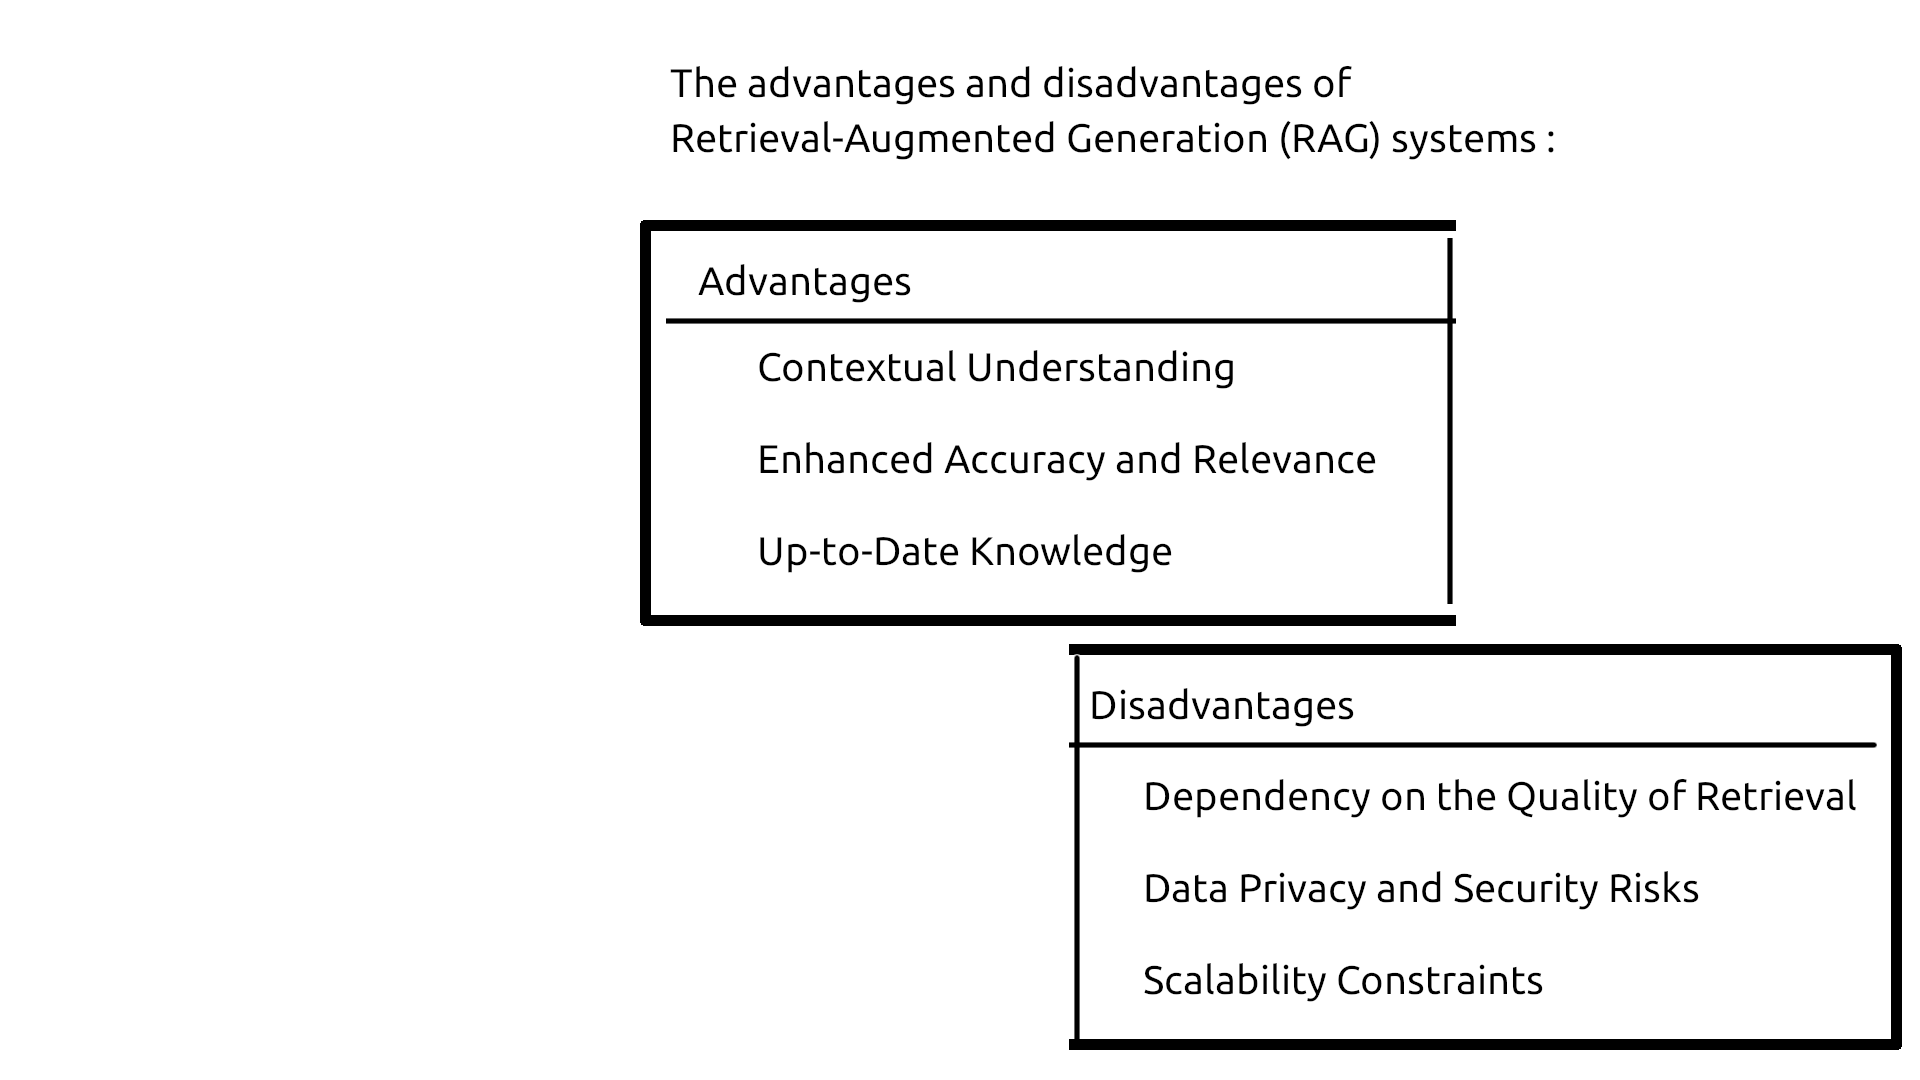 The advantages and disadvantages of
Retrieval-Augmented Generation (RAG) systems :
Advantages
Contextual Understanding
Enhanced Accuracy and Relevance
Up-to-Date Knowledge
Disadvantages
Dependency on the Quality of Retrieval
Data Privacy and Security Risks
Scalability Constraints